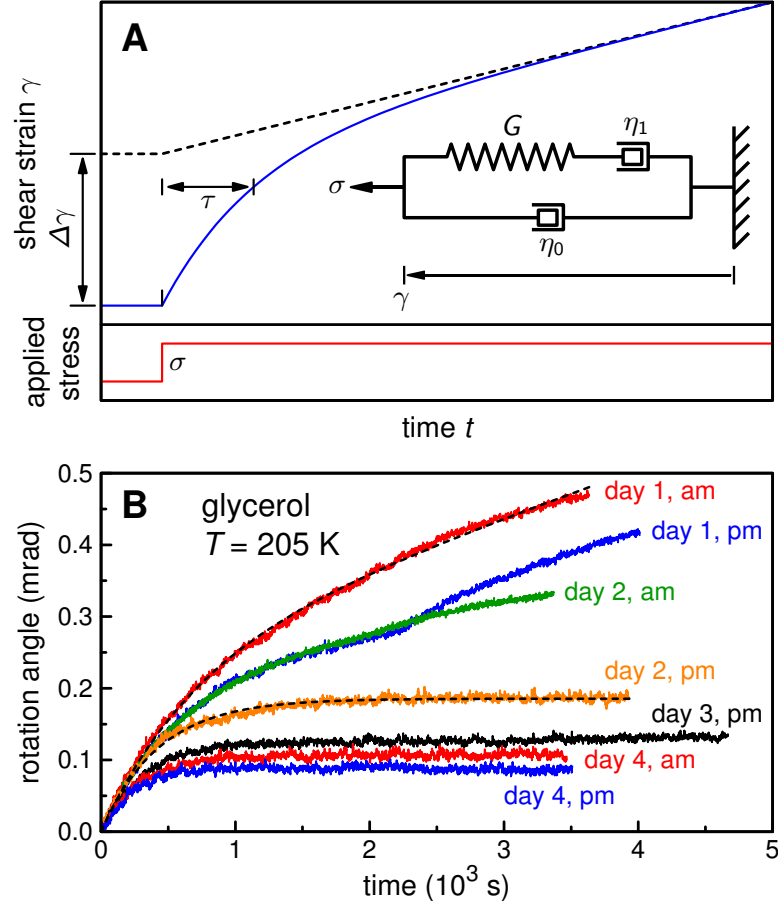 A
shear strain γ
Δγ
τ
G
η1
σ
η0
γ
applied
stress
σ
time t
B
glycerol
T = 205 K
rotation angle (mrad)
0.5
0.4
0.3
0.2
0.1
0.0
day 1, am
day 1, pm
day 2, am
day 2, pm
day 3, pm
day 4, am
day 4, pm
0 1 2 3 4 5
time (10³ s)